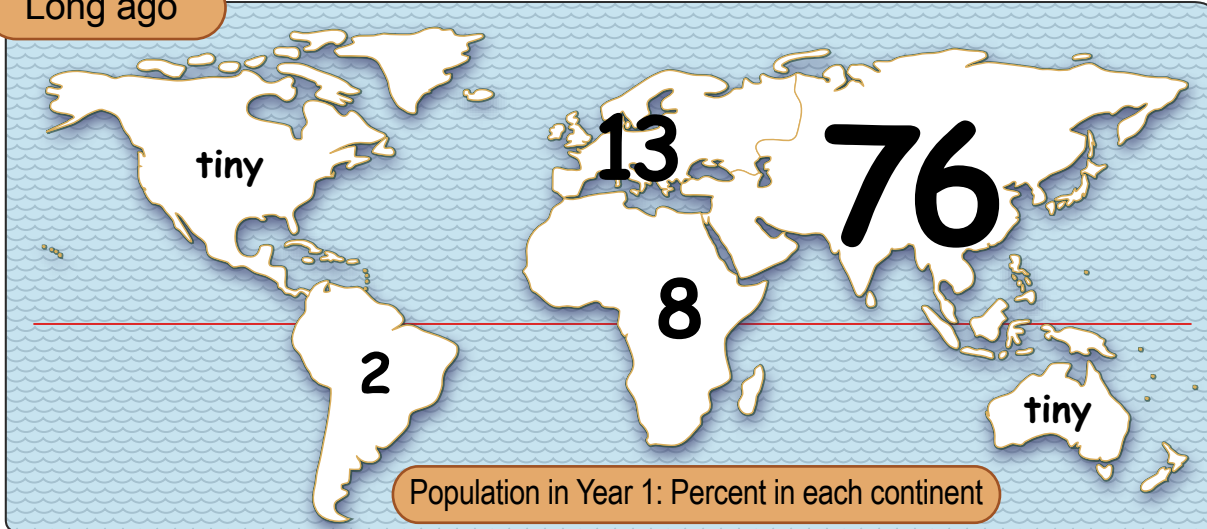 Long ago
tiny
13
76
8
2
tiny
Population in Year 1: Percent in each continent